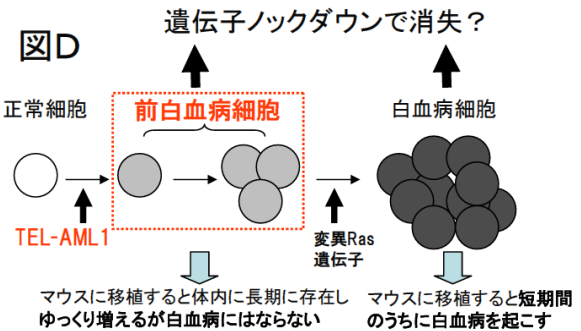 遺伝子ノックダウンで消失？
図D
正常細胞
前白血病細胞
白血病細胞
TEL-AML1
変異Ras
遺伝子
マウスに移植すると体内に長期に存在し
ゆっくり増えるが白血病にはならない
マウスに移植すると短期間
のうちに白血病を起こす